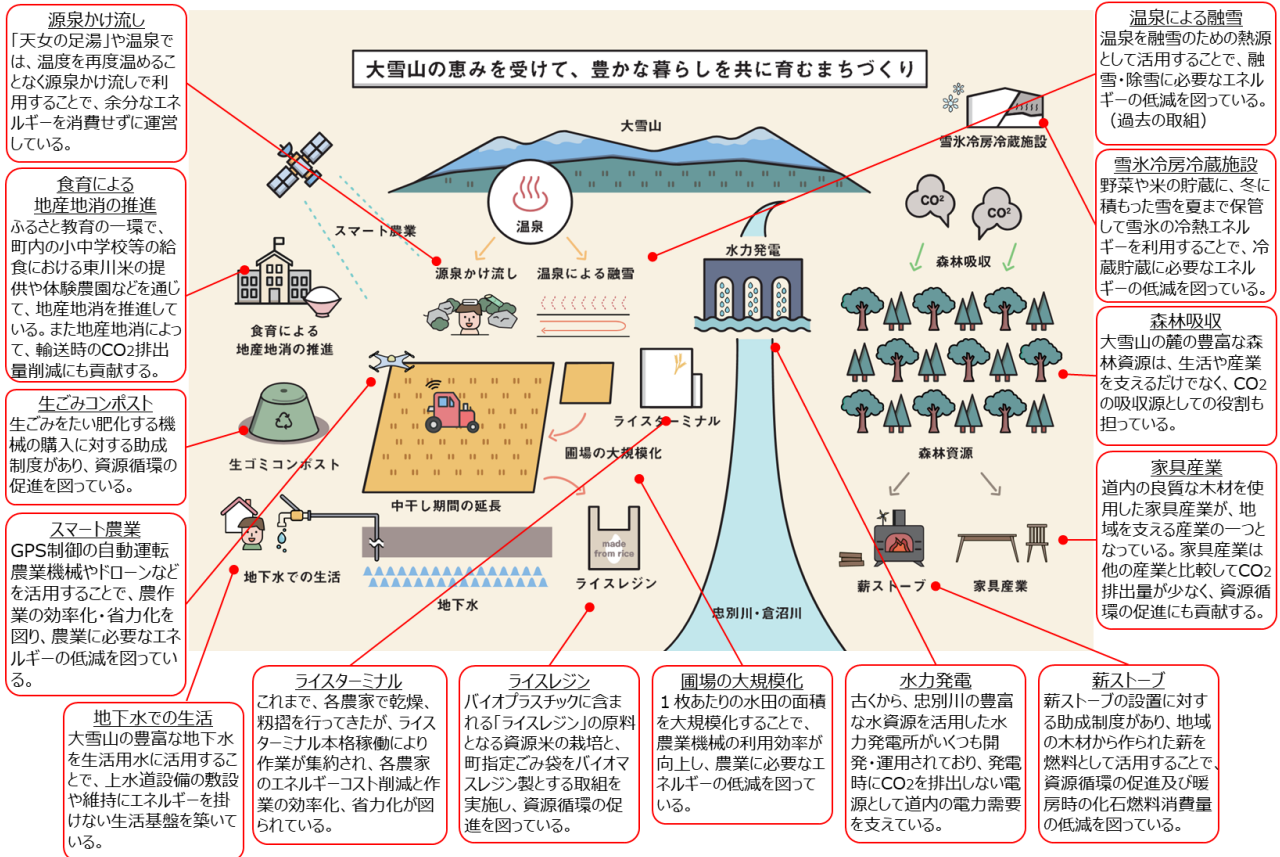 源泉かけ流し
「天女の足湯」や温泉で
は、温度を再度温めるこ
となく源泉かけ流しで利
用することで、余分なエネ
ルギーを消費せずに運営
している。
食育による
地産地消の推進
ふるさと教育の一環で、
町内の小中学校等の給
食における東川米の提
供や体験農園などを通じ
て、地産地消を推進して
いる。また地産地消によっ
て、輸送時のCO2排出
量削減にも貢献する。
生ごみコンポスト
生ごみをたい肥化する機
械の購入に対する助成
制度があり、資源循環の
促進を図っている。
スマート農業
GPS制御の自動運転
農業機械やドローンなど
を活用することで、農作
業の効率化・省力化を
図り、農業に必要なエネ
ルギーの低減を図ってい
る。
地下水での生活
大雪山の豊富な地下水
を生活用水に活用するこ
とで、上水道設備の敷設
や維持にエネルギーを掛
けない生活基盤を築いて
いる。
大雪山の恵みを受けて、豊かな暮らしを共に育むまちづくり
大雪山
雪氷冷房冷蔵施設
温泉
スマート農業
水力発電
CO²
CO²
源泉かけ流し
温泉による融雪
森林吸収
食育による
地産地消の推進
ライスターミナル
圃場の大規模化
生ゴミコンポスト
森林資源
中干し期間の延長
made
from rice
地下水での生活
ライスレジン
地下水
薪ストーブ
家具産業
忠別川・倉沼川
ライスターミナル
これまで、各農家で乾燥、
籾摺を行ってきたが、ライス
ターミナル本格稼働により
作業が集約され、各農家
のエネルギーコスト削減と作
業の効率化、省力化が図
られている。
ライスレジン
バイオプラスチックに含ま
れる「ライスレジン」の原料
となる資源米の栽培と、
町指定ごみ袋をバイオマ
スレジン製とする取組を
実施し、資源循環の促
進を図っている。
圃場の大規模化
１枚あたりの水田の面積
を大規模化することで、
農業機械の利用効率が
向上し、農業に必要なエ
ネルギーの低減を図って
いる。
水力発電
古くから、忠別川の豊富
な水資源を活用した水
力発電所がいくつも開
発・運用されており、発電
時にCO2を排出しない電
源として道内の電力需要
を支えている。
薪ストーブ
薪ストーブの設置に対す
る助成制度があり、地域
の木材から作られた薪を
燃料として活用することで、
資源循環の促進及び暖
房時の化石燃料消費量
の低減を図っている。
温泉による融雪
温泉を融雪のための熱源
として活用することで、融
雪・除雪に必要なエネル
ギーの低減を図っている。
（過去の取組）
雪氷冷房冷蔵施設
野菜や米の貯蔵に、冬に
積もった雪を夏まで保管
して雪氷の冷熱エネル
ギーを利用することで、冷
蔵貯蔵に必要なエネル
ギーの低減を図っている。
森林吸収
大雪山の麓の豊富な森
林資源は、生活や産業
を支えるだけでなく、CO2
の吸収源としての役割も
担っている。
家具産業
道内の良質な木材を使
用した家具産業が、地
域を支える産業の一つと
なっている。家具産業は
他の産業と比較してCO2
排出量が少なく、資源循
環の促進にも貢献する。